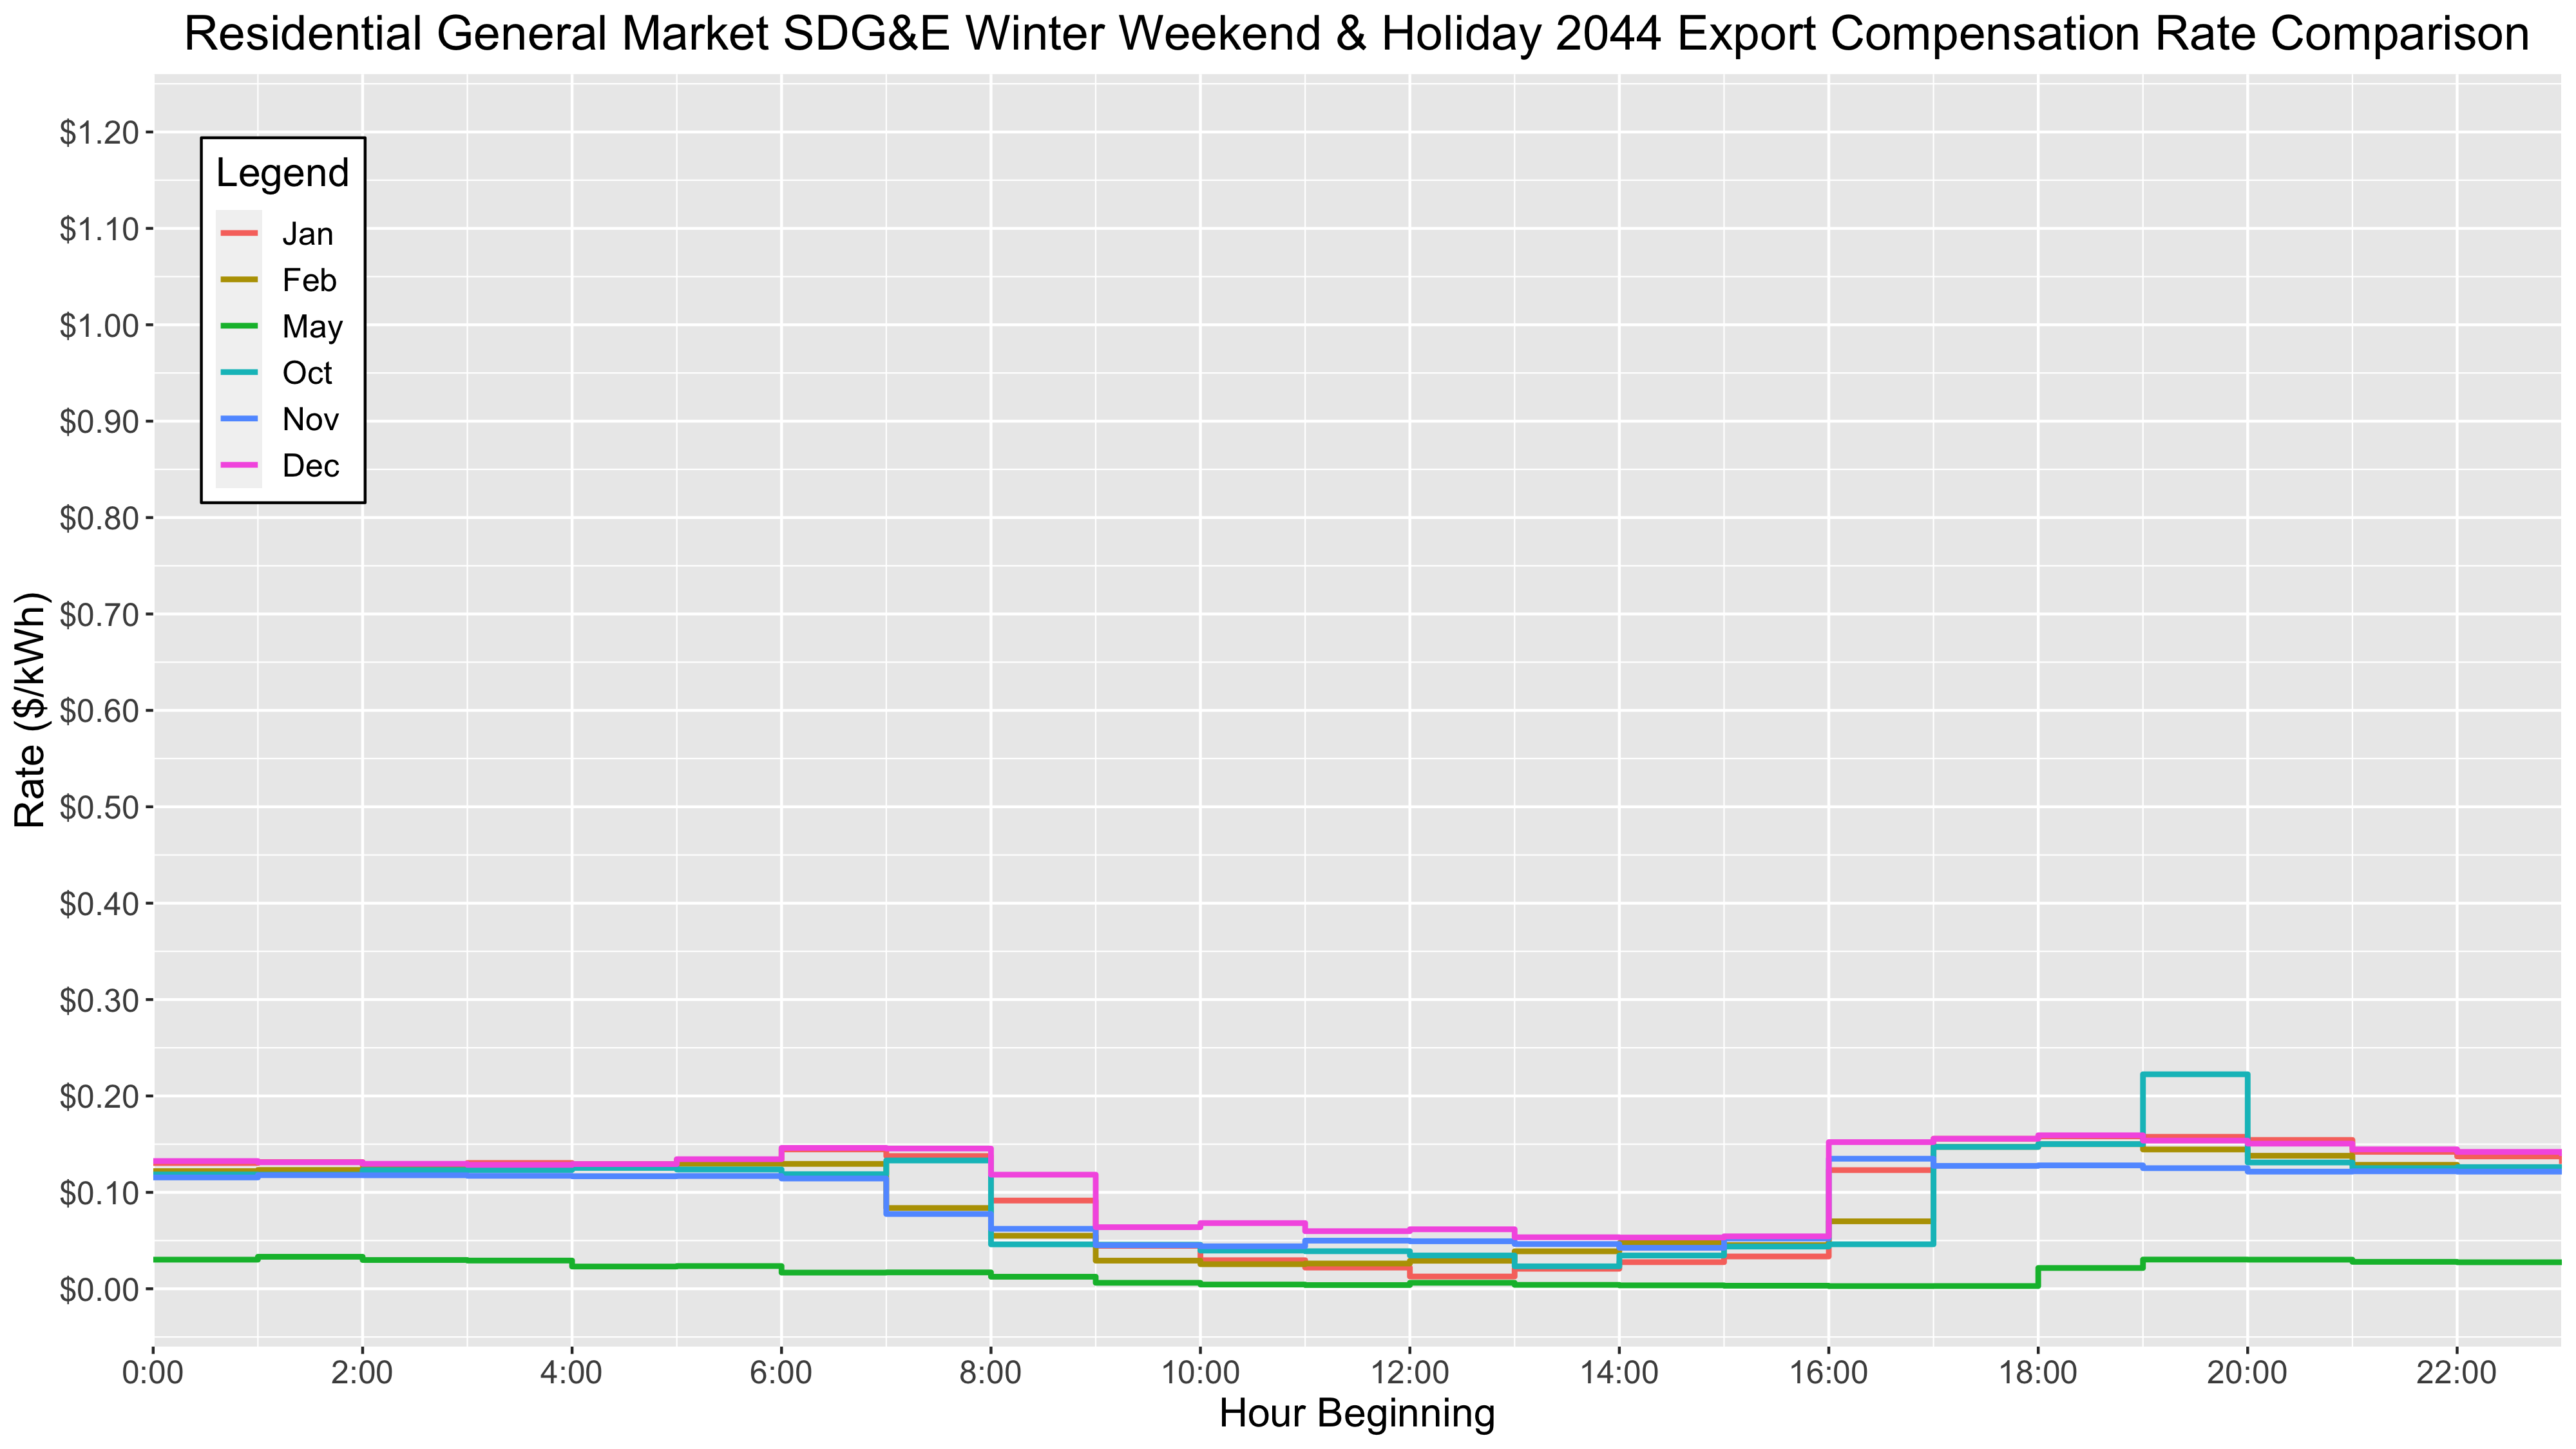 Residential General Market SDG&E Winter Weekend & Holiday 2044 Export Compensation Rate Comparison
Legend
Jan
Feb
May
Oct
Nov
Dec
Rate ($/kWh)
$1.20
$1.10
$1.00
$0.90
$0.80
$0.70
$0.60
$0.50
$0.40
$0.30
$0.20
$0.10
$0.00
0:00 2:00 4:00 6:00 8:00 10:00 12:00 14:00 16:00 18:00 20:00 22:00
Hour Beginning